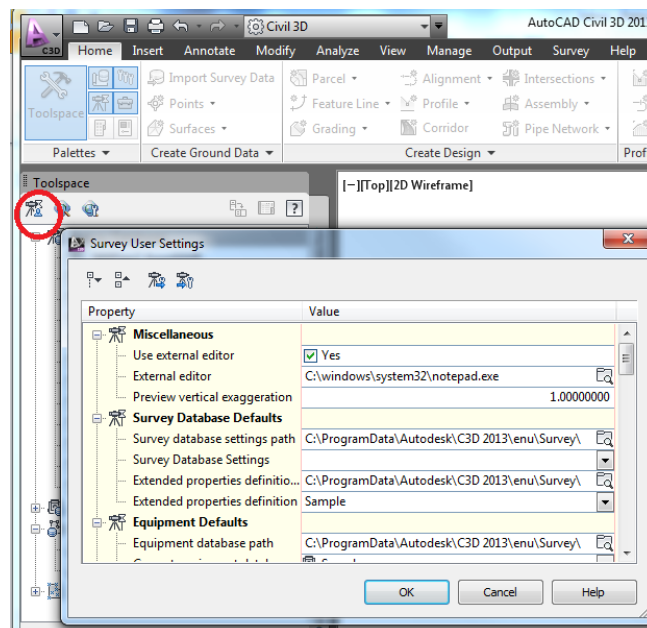 Civil 3D AutoCAD Civil 3D 201
C3D Home Insert Annotate Modify Analyze View Manage Output Survey Help
Import Survey Data Parcel Alignment Intersections
Toolspace Points Feature Line Profile Assembly
Surfaces Grading Corridor Pipe Network
Palettes Create Ground Data Create Design Prof
Toolspace
[−][Top][2D Wireframe]
Survey User Settings
Property Value
Miscellaneous
Use external editor Yes
External editor C:\windows\system32\notepad.exe
Preview vertical exaggeration 1.00000000
Survey Database Defaults
Survey database settings path C:\ProgramData\Autodesk\C3D 2013\enu\Survey\
Survey Database Settings
Extended properties definitio... C:\ProgramData\Autodesk\C3D 2013\enu\Survey\
Extended properties definition Sample
Equipment Defaults
Equipment database path C:\ProgramData\Autodesk\C3D 2013\enu\Survey\
OK Cancel Help